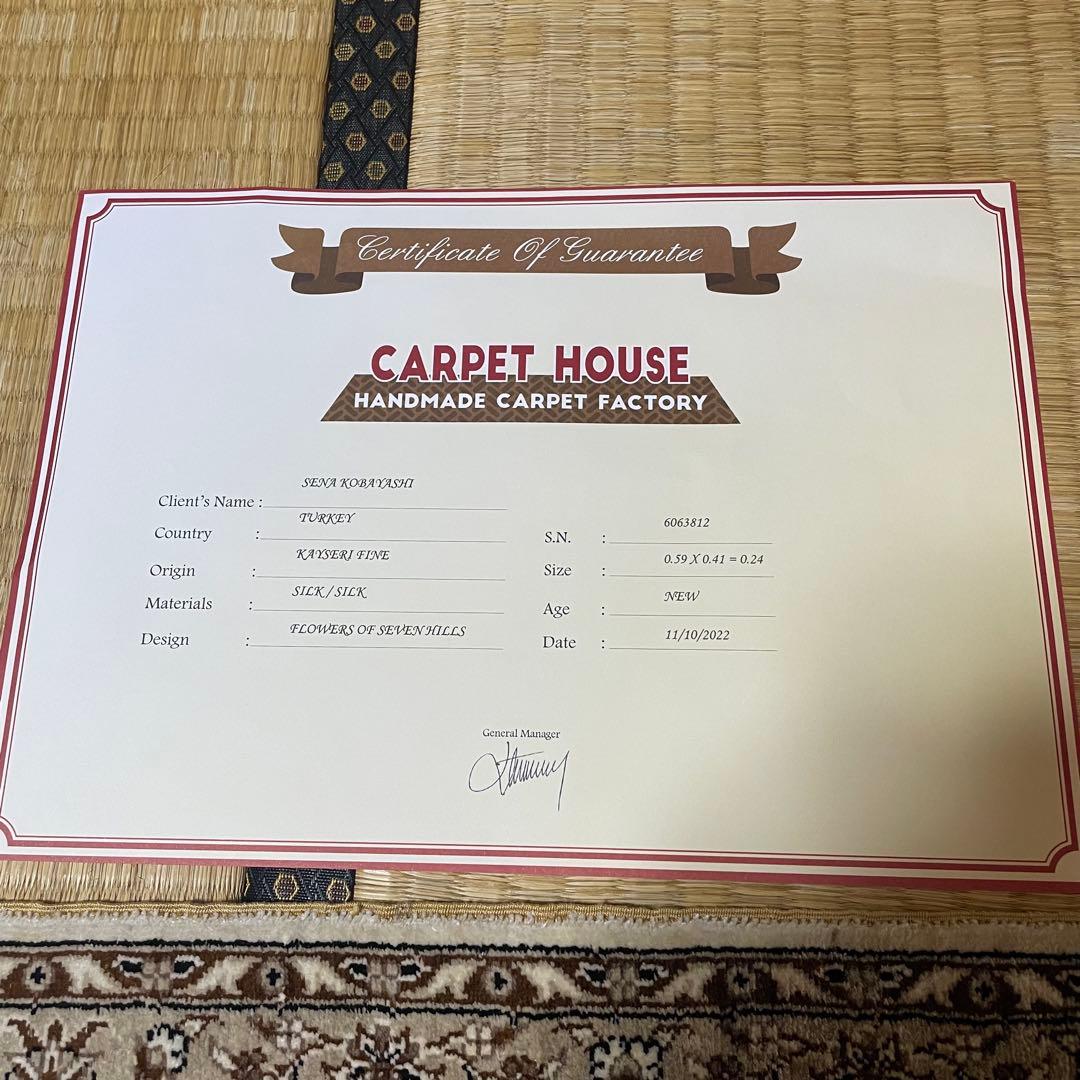 Certificate Of Guarantee
CARPET HOUSE
HANDMADE CARPET FACTORY
Client's Name : SENA KOBAYASHI
Country : TURKEY
Origin : KAYSERI FINE
Materials : SILK / SILK
Design : FLOWERS OF SEVEN HILLS
S.N. : 6063812
Size : 0.59 X 0.41 = 0.24
Age : NEW
Date : 11/10/2022
General Manager